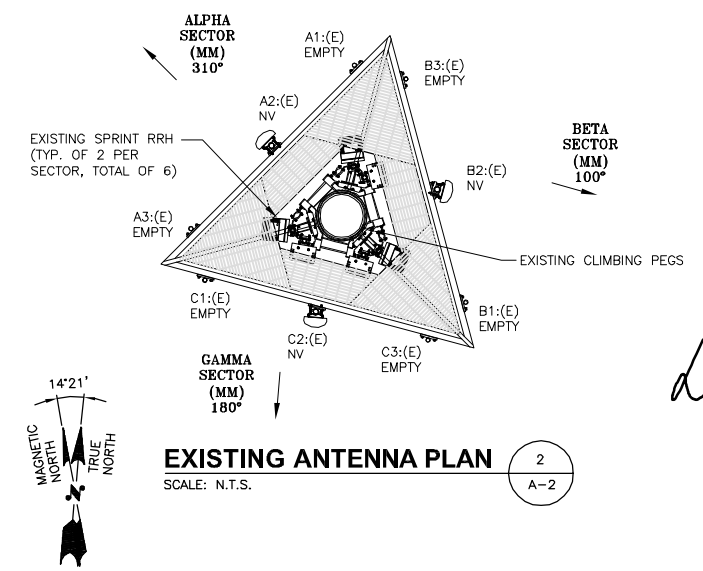 ALPHA
SECTOR
(MM)
310°
A1:(E)
EMPTY
B3:(E)
EMPTY
A2:(E)
NV
EXISTING SPRINT RRH
(TYP. OF 2 PER
SECTOR, TOTAL OF 6)
BETA
SECTOR
(MM)
100°
B2:(E)
NV
A3:(E)
EMPTY
EXISTING CLIMBING PEGS
C1:(E)
EMPTY
B1:(E)
EMPTY
C2:(E)
NV
C3:(E)
EMPTY
GAMMA
SECTOR
(MM)
180°
14°21'
MAGNETIC
NORTH
TRUE
NORTH
N
EXISTING ANTENNA PLAN
SCALE: N.T.S.
2
A-2